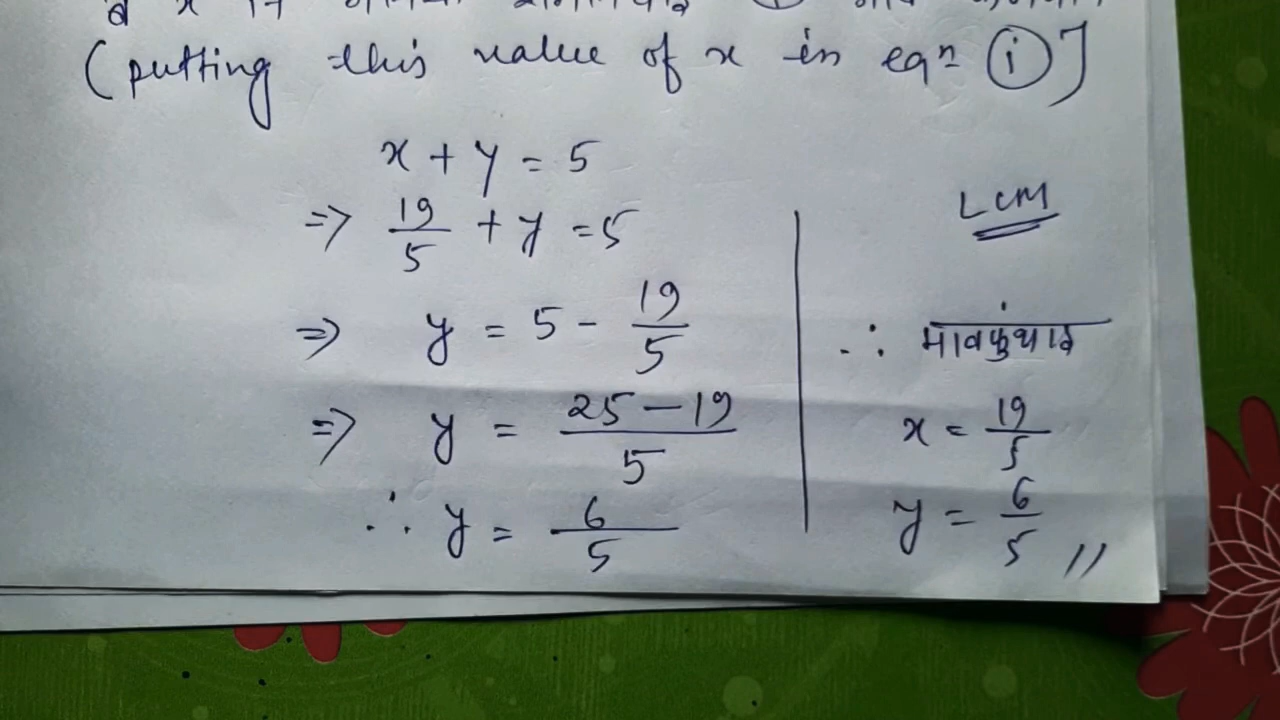 (putting this value of x in eqn (i)]
x + y = 5
=> 19/5 + y = 5
=> y = 5 - 19/5
=> y = (25 - 19)/5
∴ y = 6/5
LCM
∴
x = 19/5
y = 6/5 //